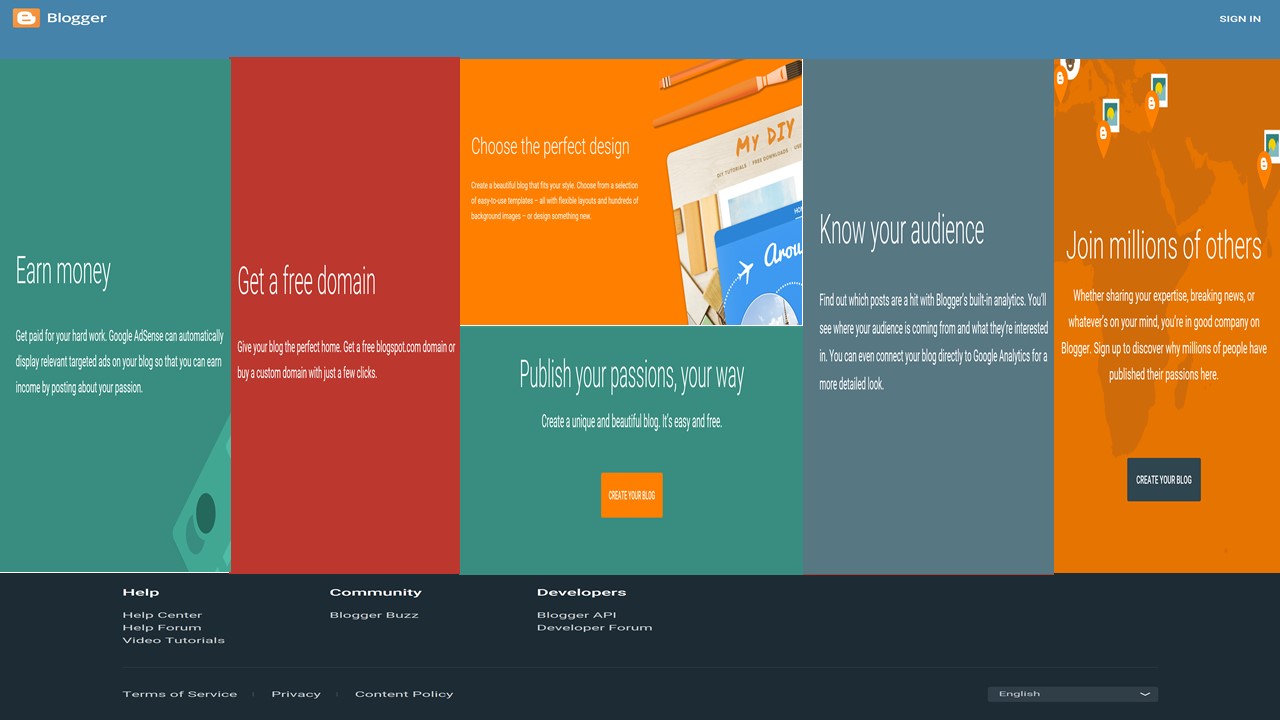 Blogger
SIGN IN
Earn money
Get paid for your hard work. Google AdSense can automatically
display relevant targeted ads on your blog so that you can earn
income by posting about your passion.
Get a free domain
Give your blog the perfect home. Get a free blogspot.com domain or
buy a custom domain with just a few clicks.
Choose the perfect design
Create a beautiful blog that fits your style. Choose from a selection
of easy-to-use templates – all with flexible layouts and hundreds of
background images – or design something new.
MY DIY
DIY TUTORIALS · FREE DOWNLOADS · USE
HO
Arou
Publish your passions, your way
Create a unique and beautiful blog. It's easy and free.
CREATE YOUR BLOG
Know your audience
Find out which posts are a hit with Blogger's built-in analytics. You'll
see where your audience is coming from and what they're interested
in. You can even connect your blog directly to Google Analytics for a
more detailed look.
Join millions of others
Whether sharing your expertise, breaking news, or
whatever's on your mind, you're in good company on
Blogger. Sign up to discover why millions of people have
published their passions here.
CREATE YOUR BLOG
Help
Help Center
Help Forum
Video Tutorials
Community
Blogger Buzz
Developers
Blogger API
Developer Forum
Terms of Service
Privacy
Content Policy
English